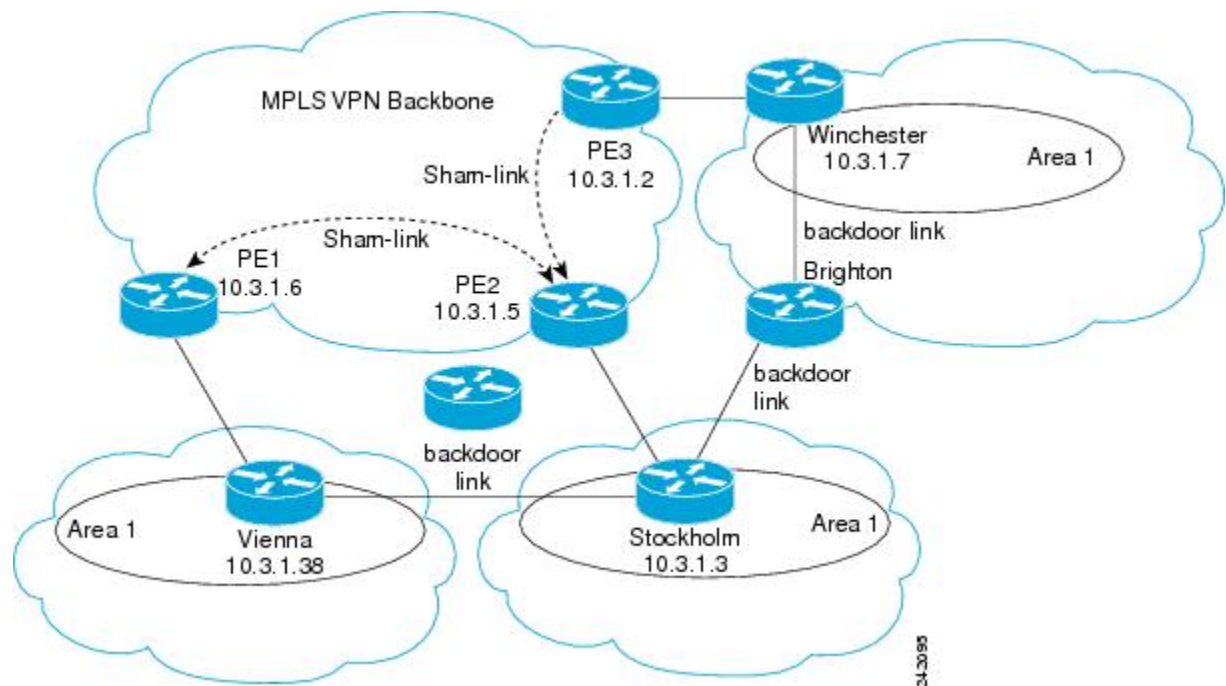 MPLS VPN Backbone
PE3
10.3.1.2
Winchester
10.3.1.7
Area 1
Sham-link
Sham-link
backdoor link
PE1
10.3.1.6
PE2
10.3.1.5
Brighton
backdoor
link
backdoor
link
Area 1
Vienna
10.3.1.38
Stockholm
10.3.1.3
Area 1
243095